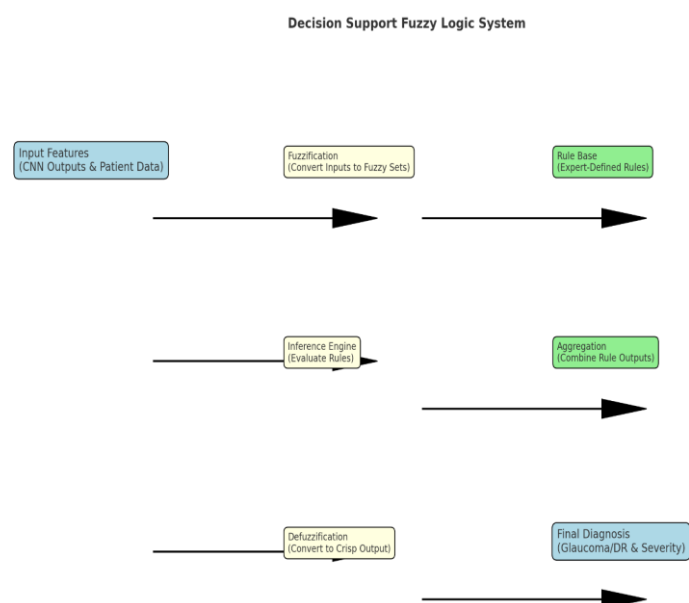 Decision Support Fuzzy Logic System
Input Features
(CNN Outputs & Patient Data)
Fuzzification
(Convert Inputs to Fuzzy Sets)
Rule Base
(Expert-Defined Rules)
Inference Engine
(Evaluate Rules)
Aggregation
(Combine Rule Outputs)
Defuzzification
(Convert to Crisp Output)
Final Diagnosis
(Glaucoma/DR & Severity)